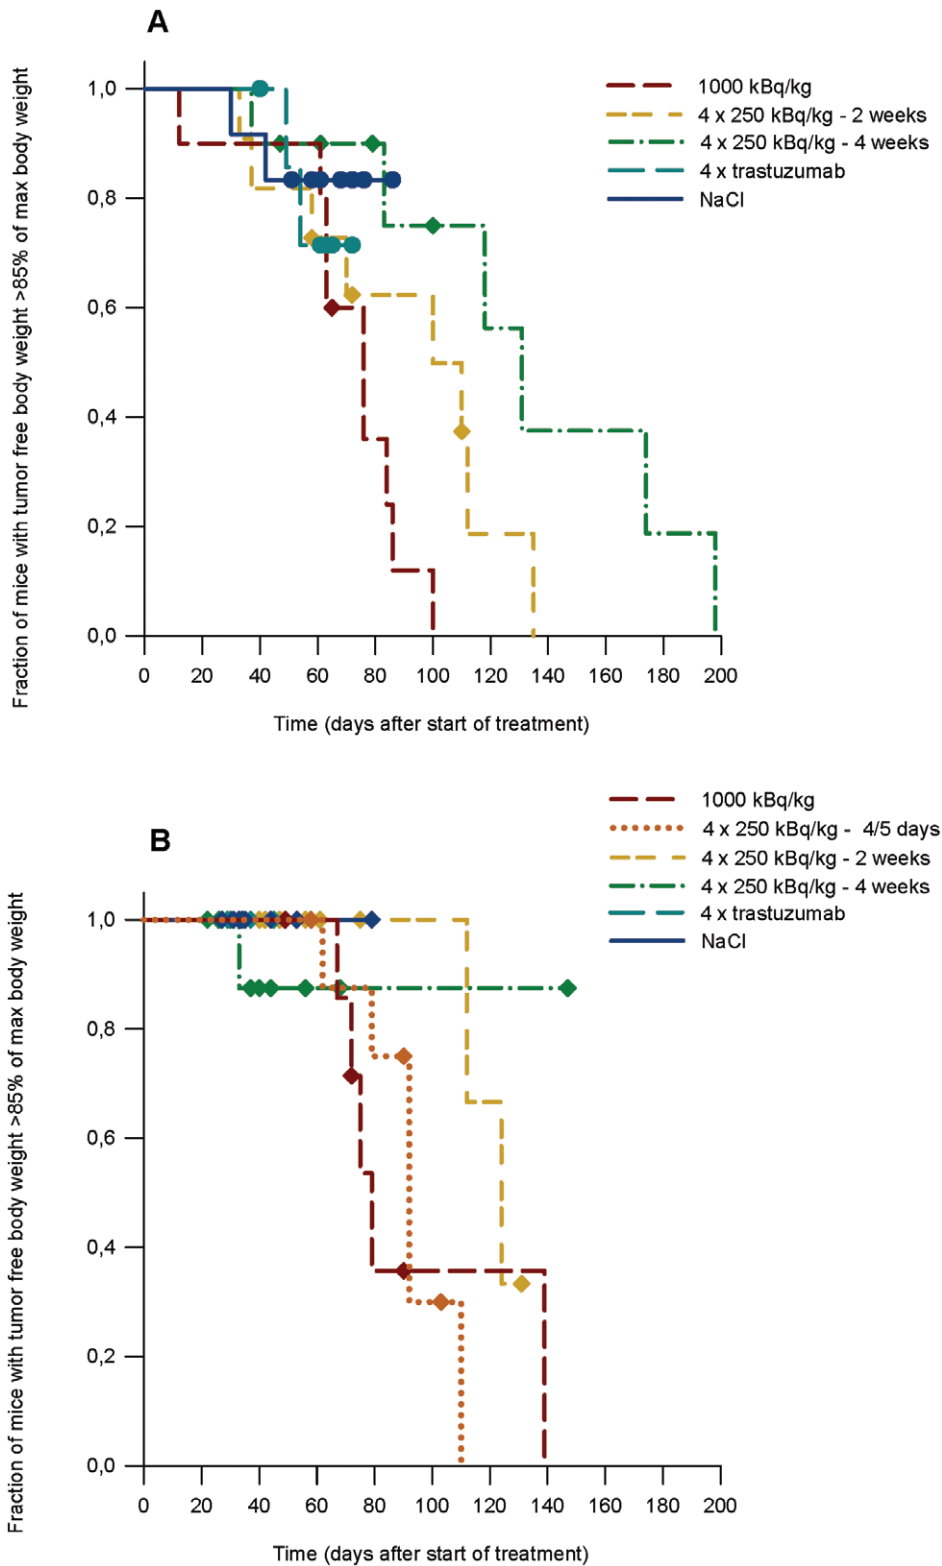 A
Fraction of mice with tumor free body weight >85% of max body weight
1,0
0,8
0,6
0,4
0,2
0,0
0 20 40 60 80 100 120 140 160 180 200
Time (days after start of treatment)
1000 kBq/kg
4 x 250 kBq/kg - 2 weeks
4 x 250 kBq/kg - 4 weeks
4 x trastuzumab
NaCl
B
Fraction of mice with tumor free body weight >85% of max body weight
1,0
0,8
0,6
0,4
0,2
0,0
0 20 40 60 80 100 120 140 160 180 200
Time (days after start of treatment)
1000 kBq/kg
4 x 250 kBq/kg - 4/5 days
4 x 250 kBq/kg - 2 weeks
4 x 250 kBq/kg - 4 weeks
4 x trastuzumab
NaCl